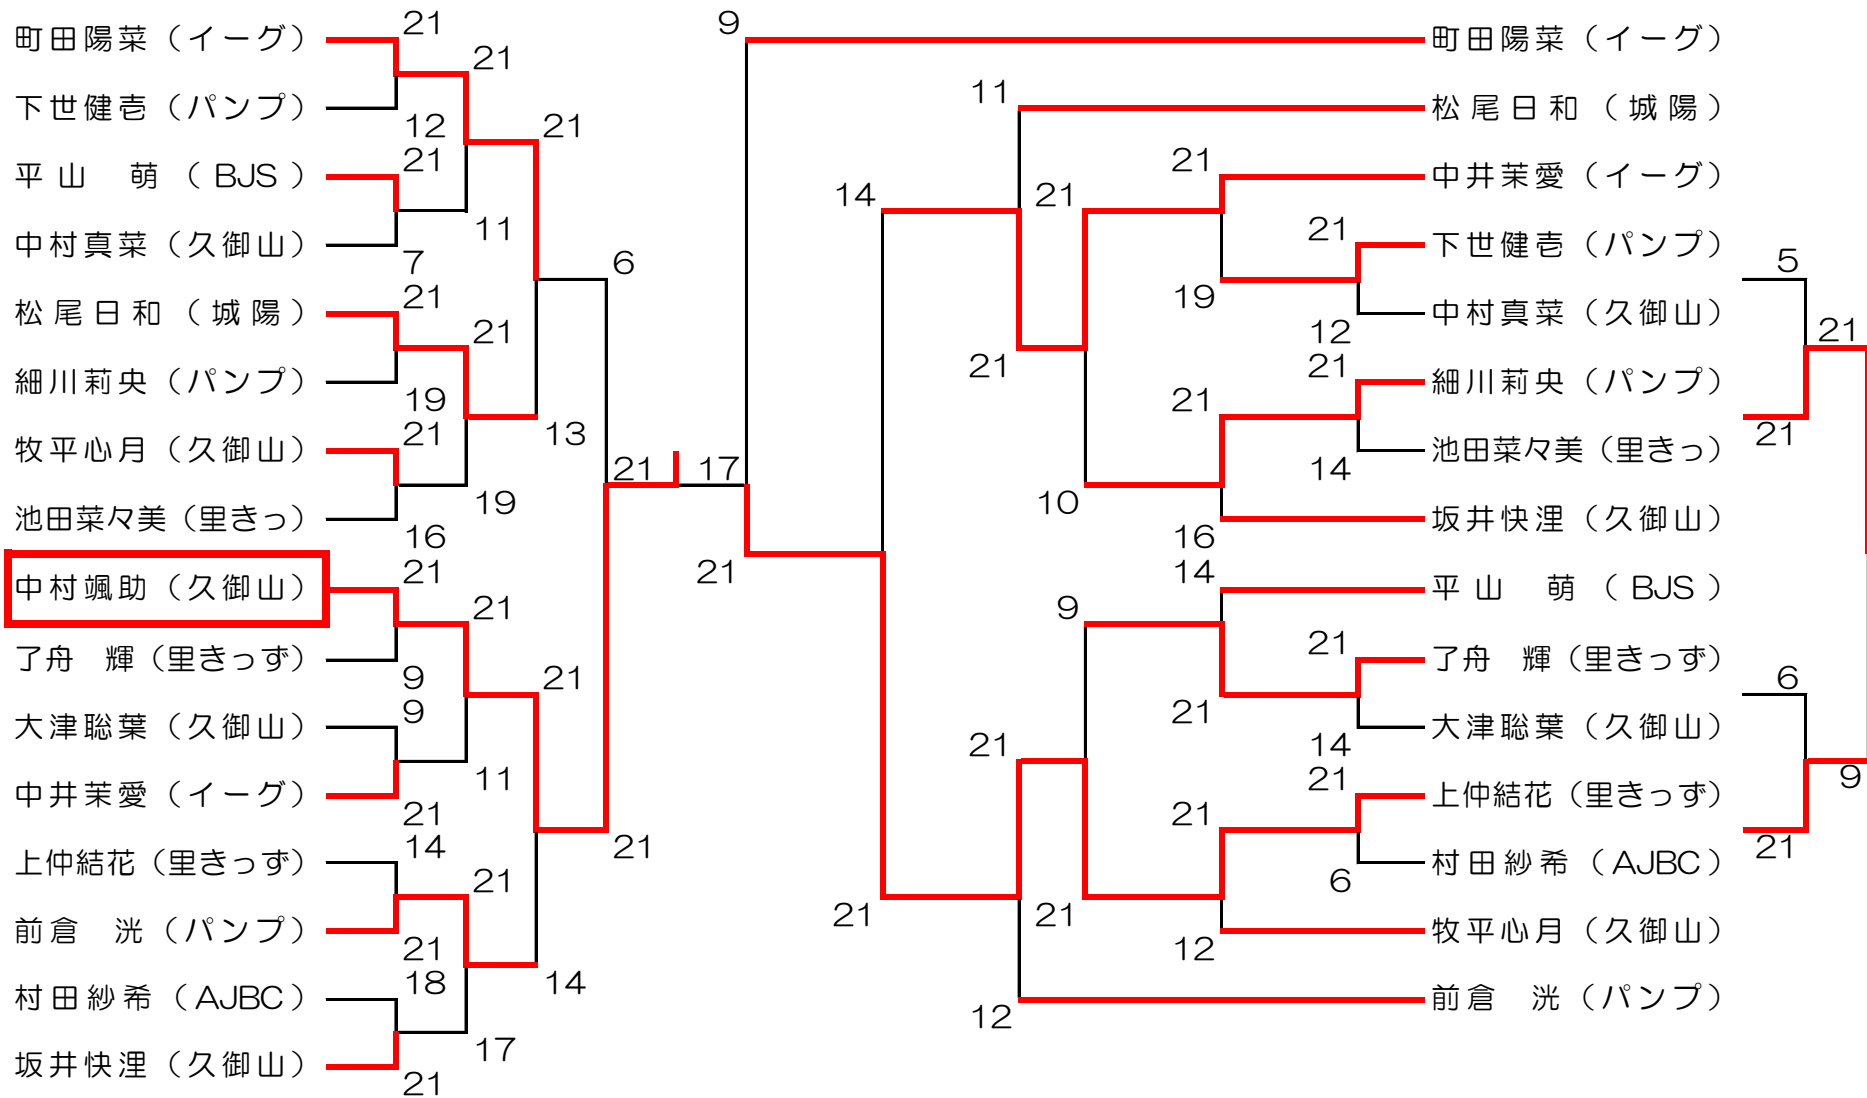 町田陽菜（イーグ）
下世健壱（パンプ）
平山　萌（BJS）
中村真菜（久御山）
松尾日和（城陽）
細川莉央（パンプ）
牧平心月（久御山）
池田菜々美（里きっ）
中村颯助（久御山）
了舟　輝（里きっず）
大津聡葉（久御山）
中井茉愛（イーグ）
上仲結花（里きっず）
前倉　洸（パンプ）
村田紗希（AJBC）
坂井快浬（久御山）
21
12
21
7
21
19
21
16
21
9
9
21
14
21
18
21
21
11
21
19
21
11
21
17
21
13
21
14
6
21
21
17
9
21
14
21
11
21
21
12
21
10
9
21
21
19
21
16
14
21
21
12
21
12
21
14
21
14
21
6
町田陽菜（イーグ）
松尾日和（城陽）
中井茉愛（イーグ）
下世健壱（パンプ）
中村真菜（久御山）
細川莉央（パンプ）
池田菜々美（里きっ）
坂井快浬（久御山）
平山　萌（BJS）
了舟　輝（里きっず）
大津聡葉（久御山）
上仲結花（里きっず）
村田紗希（AJBC）
牧平心月（久御山）
前倉　洸（パンプ）
5
21
21
6
21
9